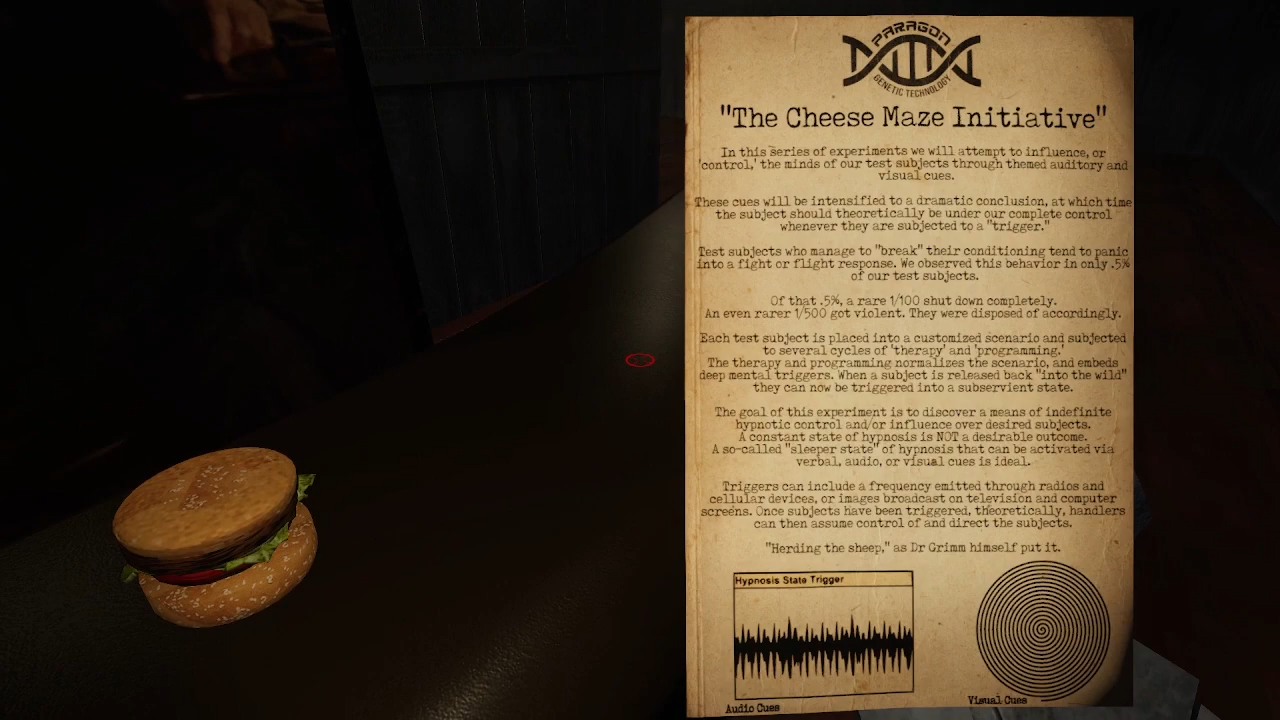 PARAGON
GENETIC TECHNOLOGY
"The Cheese Maze Initiative"
In this series of experiments we will attempt to influence, or
'control,' the minds of our test subjects through themed auditory and
visual cues.
These cues will be intensified to a dramatic conclusion, at which time
the subject should theoretically be under our complete control
whenever they are subjected to a "trigger."
Test subjects who manage to "break" their conditioning tend to panic
into a fight or flight response. We observed this behavior in only .5%
of our test subjects.
Of that .5%, a rare 1/100 shut down completely.
An even rarer 1/500 got violent. They were disposed of accordingly.
Each test subject is placed into a customized scenario and subjected
to several cycles of 'therapy' and 'programming.'
The therapy and programming normalizes the scenario, and embeds
deep mental triggers. When a subject is released back "into the wild"
they can now be triggered into a subservient state.
The goal of this experiment is to discover a means of indefinite
hypnotic control and/or influence over desired subjects.
A constant state of hypnosis is NOT a desirable outcome.
A so-called "sleeper state" of hypnosis that can be activated via
verbal, audio, or visual cues is ideal.
Triggers can include a frequency emitted through radios and
cellular devices, or images broadcast on television and computer
screens. Once subjects have been triggered, theoretically, handlers
can then assume control of and direct the subjects.
"Herding the sheep," as Dr Grimm himself put it.
Hypnosis State Trigger
Audio Cues
Visual Cues